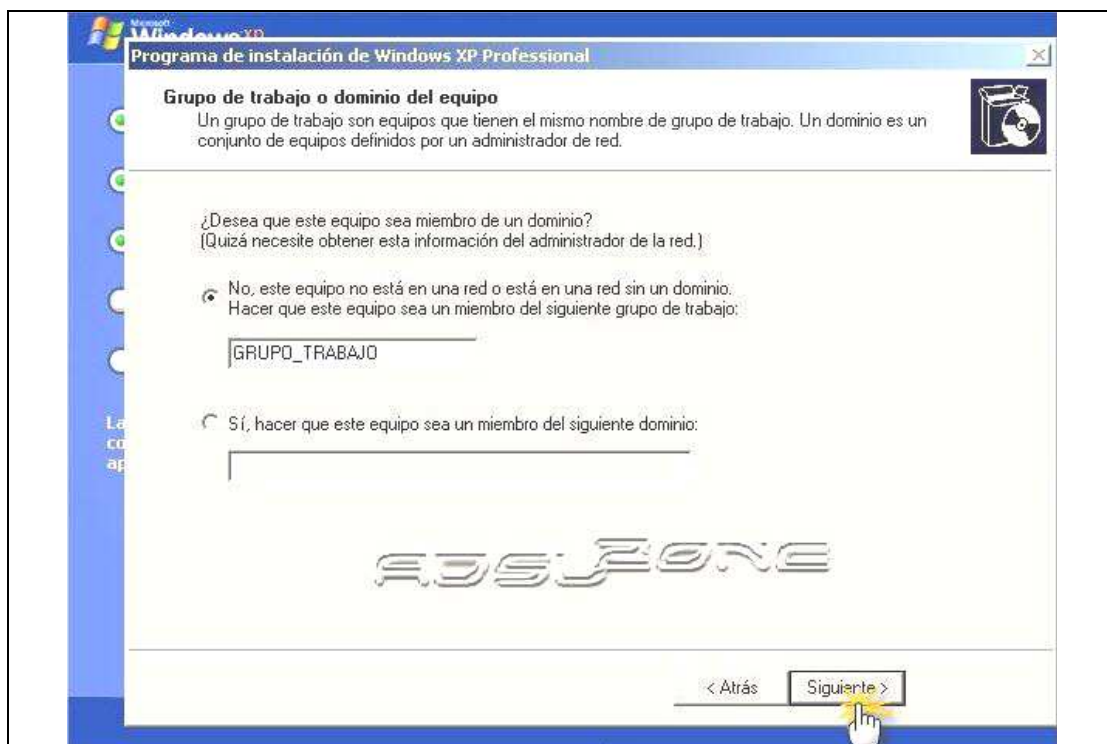 Microsoft
Windows XP
Programa de instalación de Windows XP Professional
Grupo de trabajo o dominio del equipo
Un grupo de trabajo son equipos que tienen el mismo nombre de grupo de trabajo. Un dominio es un
conjunto de equipos definidos por un administrador de red.
¿Desea que este equipo sea miembro de un dominio?
(Quizá necesite obtener esta información del administrador de la red.)
No, este equipo no está en una red o está en una red sin un dominio.
Hacer que este equipo sea un miembro del siguiente grupo de trabajo:
GRUPO_TRABAJO
La
Sí, hacer que este equipo sea un miembro del siguiente dominio:
co
ap
ADSLZONE
< Atrás
Siguiente >